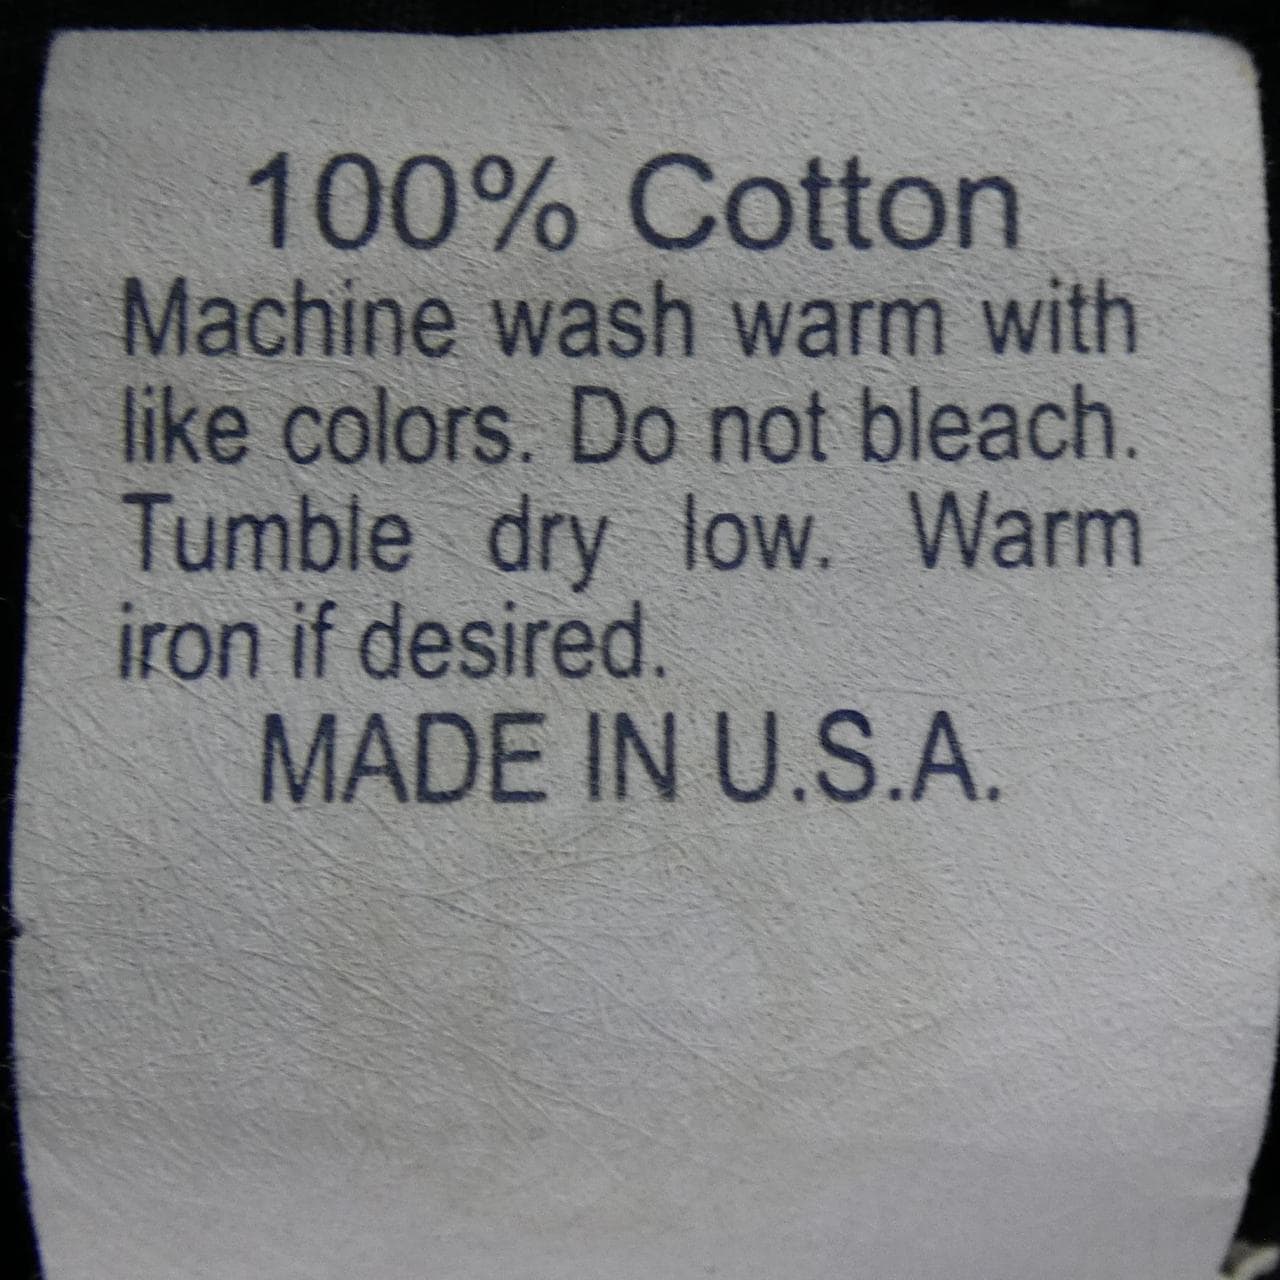 100% Cotton
Machine wash warm with
like colors. Do not bleach.
Tumble dry low. Warm
iron if desired.
MADE IN U.S.A.